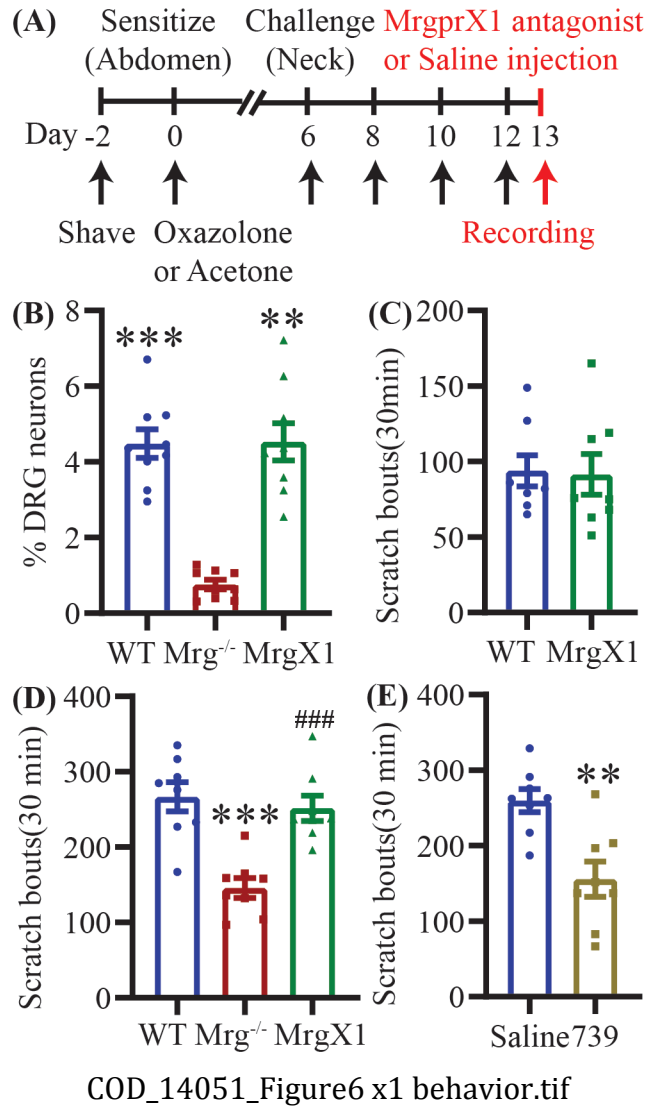 (A) Sensitize Challenge MrgprX1 antagonist
(Abdomen) (Neck) or Saline injection
Day -2 0 6 8 10 12 13
Shave Oxazolone Recording
or Acetone
(B)
% DRG neurons
8
6
4
2
0
***
**
WT Mrg-/- MrgX1
(C)
Scratch bouts(30min)
200
150
100
50
0
WT MrgX1
(D)
Scratch bouts(30 min)
400
300
200
100
0
***
###
WT Mrg-/- MrgX1
(E)
Scratch bouts(30 min)
400
300
200
100
0
**
Saline739
COD_14051_Figure6 x1 behavior.tif